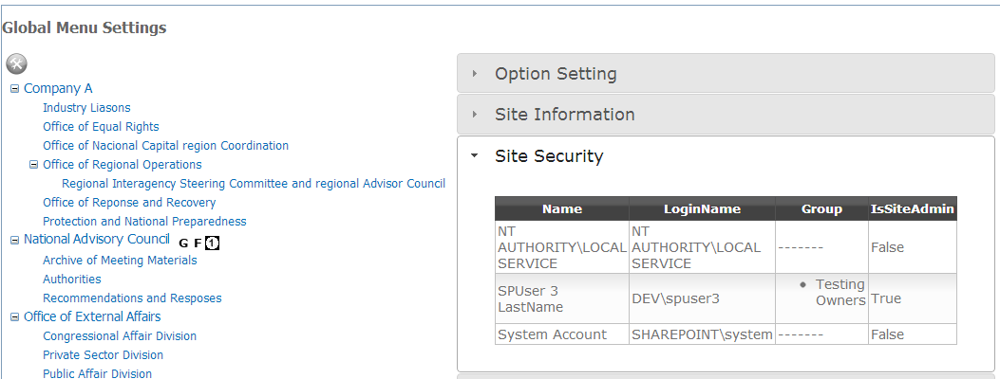 Global Menu Settings
Company A
Industry Liasons
Office of Equal Rights
Office of Nacional Capital region Coordination
Office of Regional Operations
Regional Interagency Steering Committee and regional Advisor Council
Office of Reponse and Recovery
Protection and National Preparedness
National Advisory Council G F 1
Archive of Meeting Materials
Authorities
Recommendations and Resposes
Office of External Affairs
Congressional Affair Division
Private Sector Division
Public Affair Division
Option Setting
Site Information
Site Security
Name LoginName Group IsSiteAdmin
NT NT
AUTHORITY\LOCAL AUTHORITY\LOCAL ------- False
SERVICE SERVICE
SPUser 3 DEV\spuser3 • Testing True
LastName Owners
System Account SHAREPOINT\system ------- False